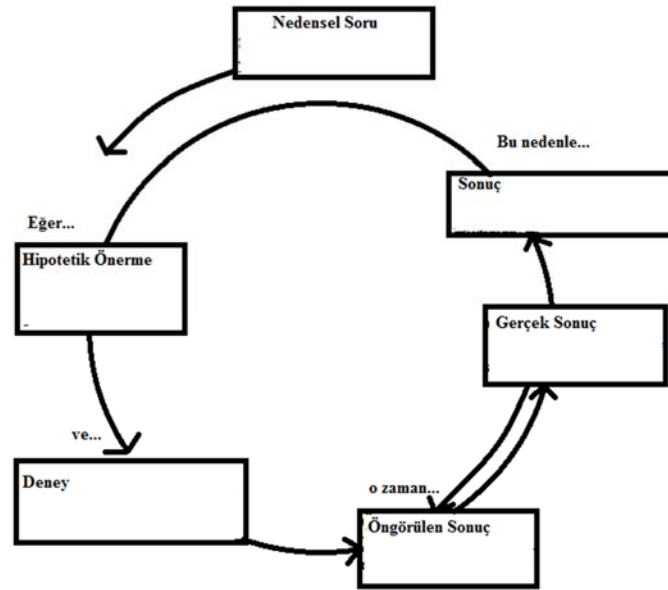 Nedensel Soru
Bu nedenle...
Sonuç
Eğer...
Hipotetik Önerme
Gerçek Sonuç
ve...
Deney
o zaman...
Öngörülen Sonuç